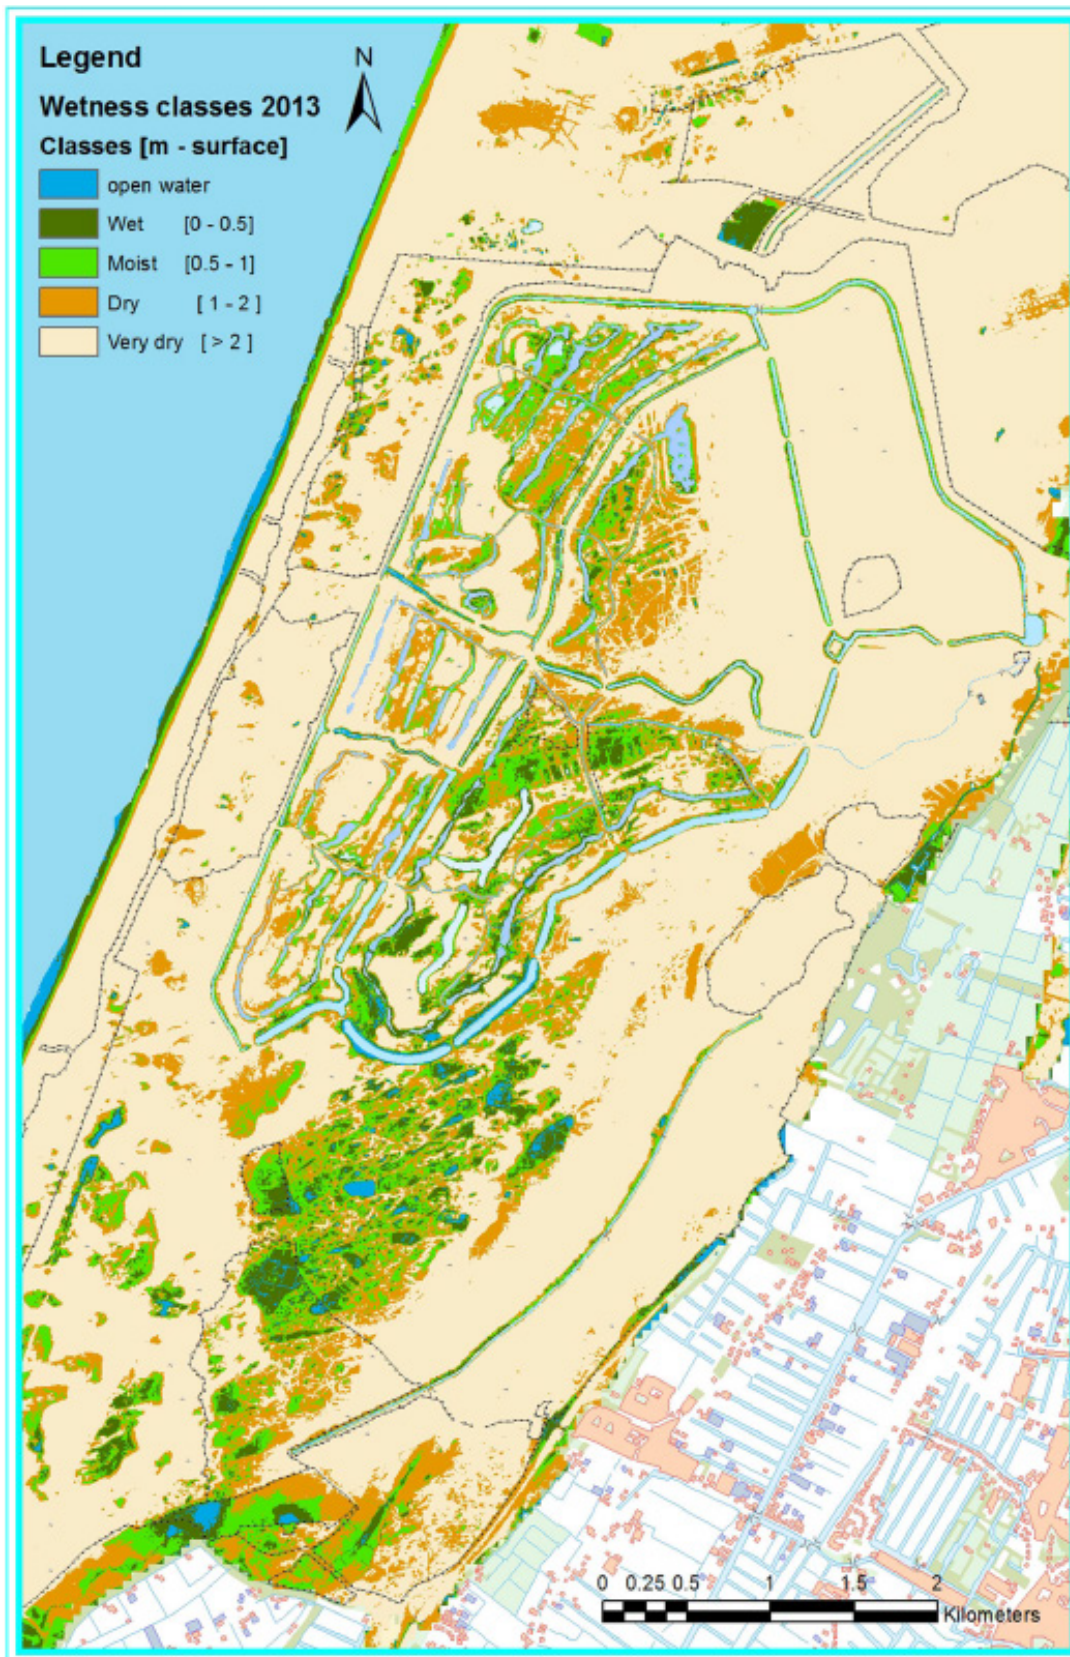 Legend
Wetness classes 2013
Classes [m - surface]
open water
Wet [0 - 0.5]
Moist [0.5 - 1]
Dry [ 1 - 2 ]
Very dry [ > 2 ]
N
0 0.25 0.5 1 1.5 2
Kilometers